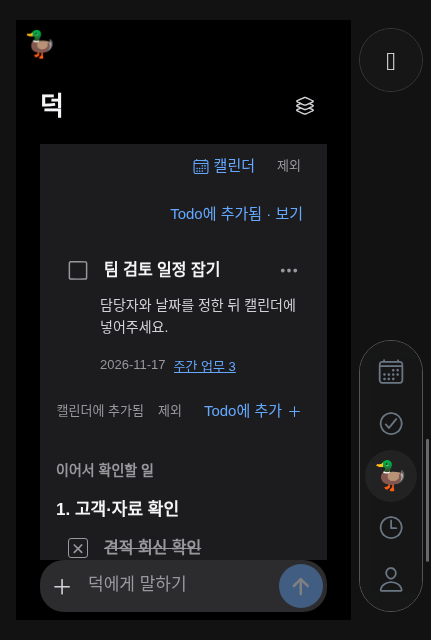 덕
캘린더 제외
Todo에 추가됨 · 보기
팀 검토 일정 잡기
담당자와 날짜를 정한 뒤 캘린더에
넣어주세요.
2026-11-17 주간 업무 3
캘린더에 추가됨 제외 Todo에 추가 +
이어서 확인할 일
1. 고객·자료 확인
견적 회신 확인
덕에게 말하기